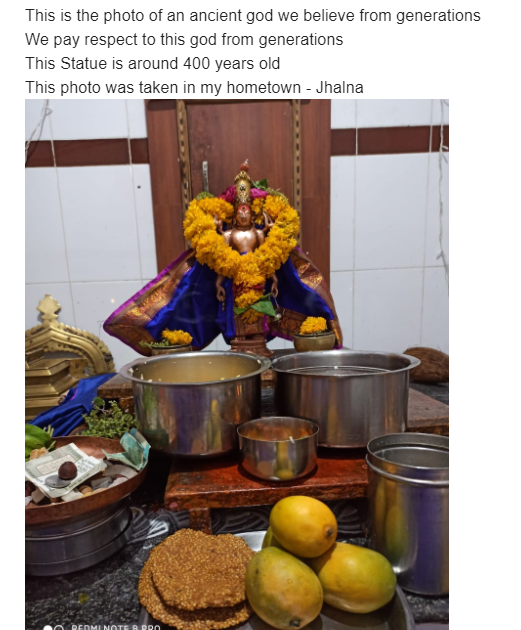 This is the photo of an ancient god we believe from generations
We pay respect to this god from generations
This Statue is around 400 years old
This photo was taken in my hometown - Jhalna
REDMI NOTE 8 PRO